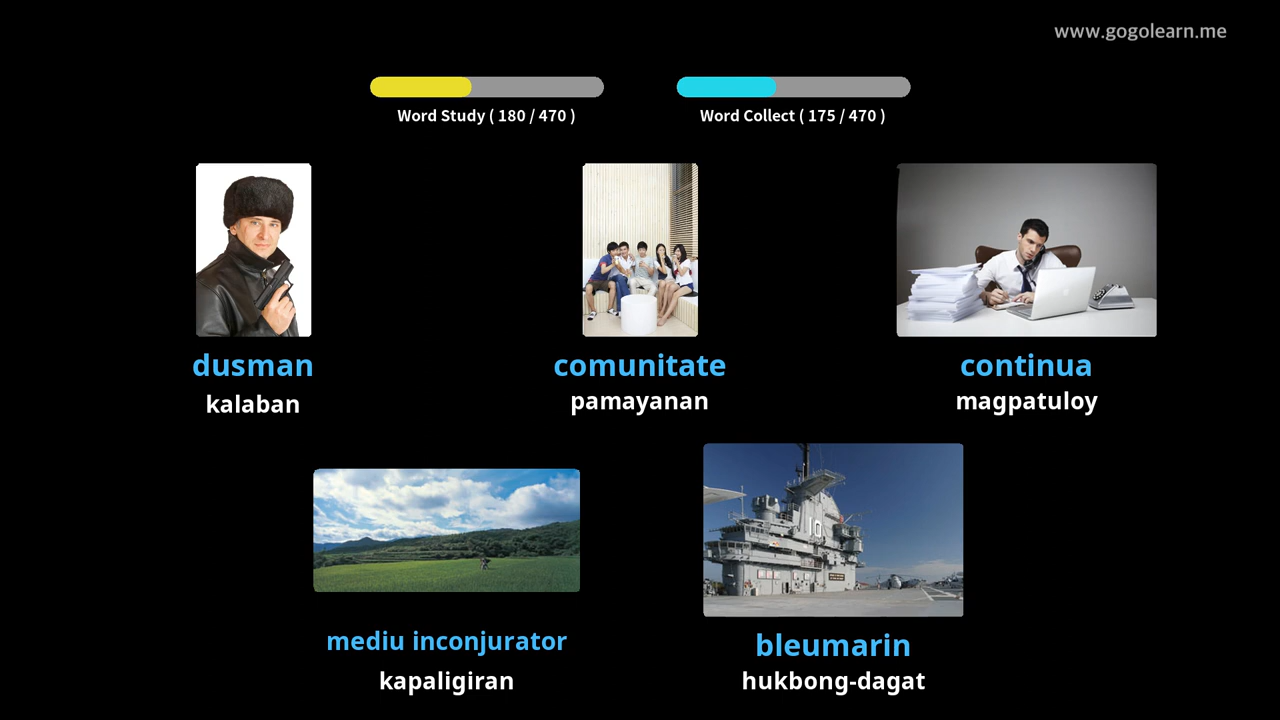 www.gogolearn.me
Word Study ( 180 / 470 )
Word Collect ( 175 / 470 )
dusman
kalaban
comunitate
pamayanan
continua
magpatuloy
mediu inconjurator
kapaligiran
bleumarin
hukbong-dagat
10